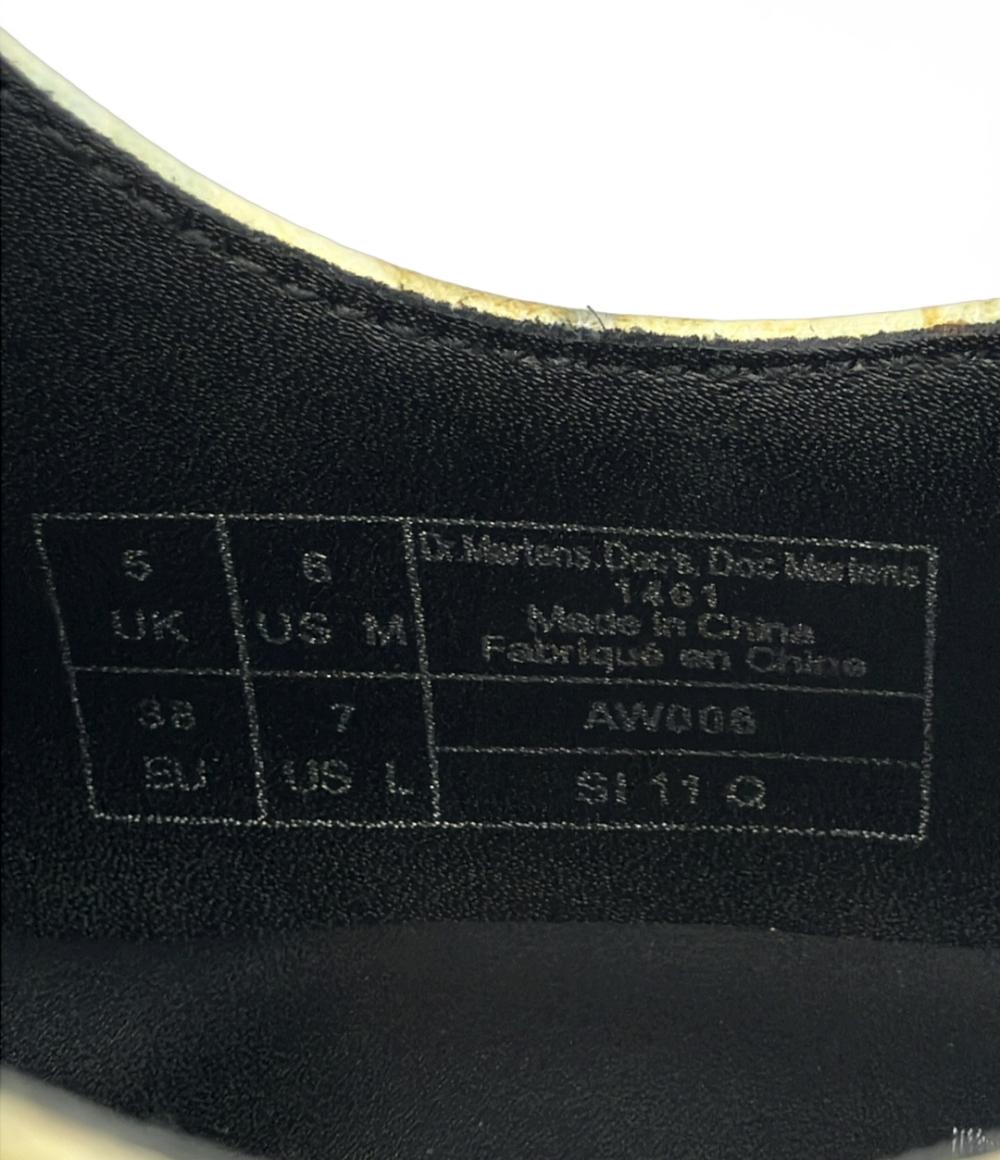 5
UK
6
US M
38
EU
7
US L
Dr. Martens. Doc's. Doc Martens
1461
Made in China
Fabriqué en Chine
AW006
SI 11 Q